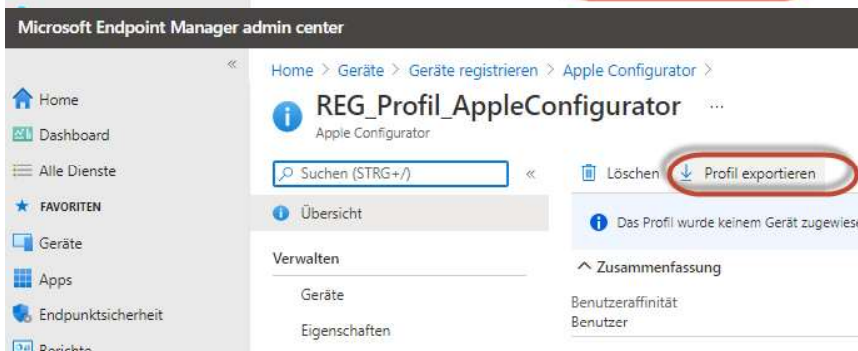 Microsoft Endpoint Manager admin center
Home > Geräte > Geräte registrieren > Apple Configurator >
REG_Profil_AppleConfigurator ...
Apple Configurator
Home
Dashboard
Alle Dienste
FAVORITEN
Geräte
Apps
Endpunktsicherheit
Berichte
Suchen (STRG+/)
Übersicht
Verwalten
Geräte
Eigenschaften
Löschen Profil exportieren
Das Profil wurde keinem Gerät zugewiese
Zusammenfassung
Benutzeraffinität
Benutzer